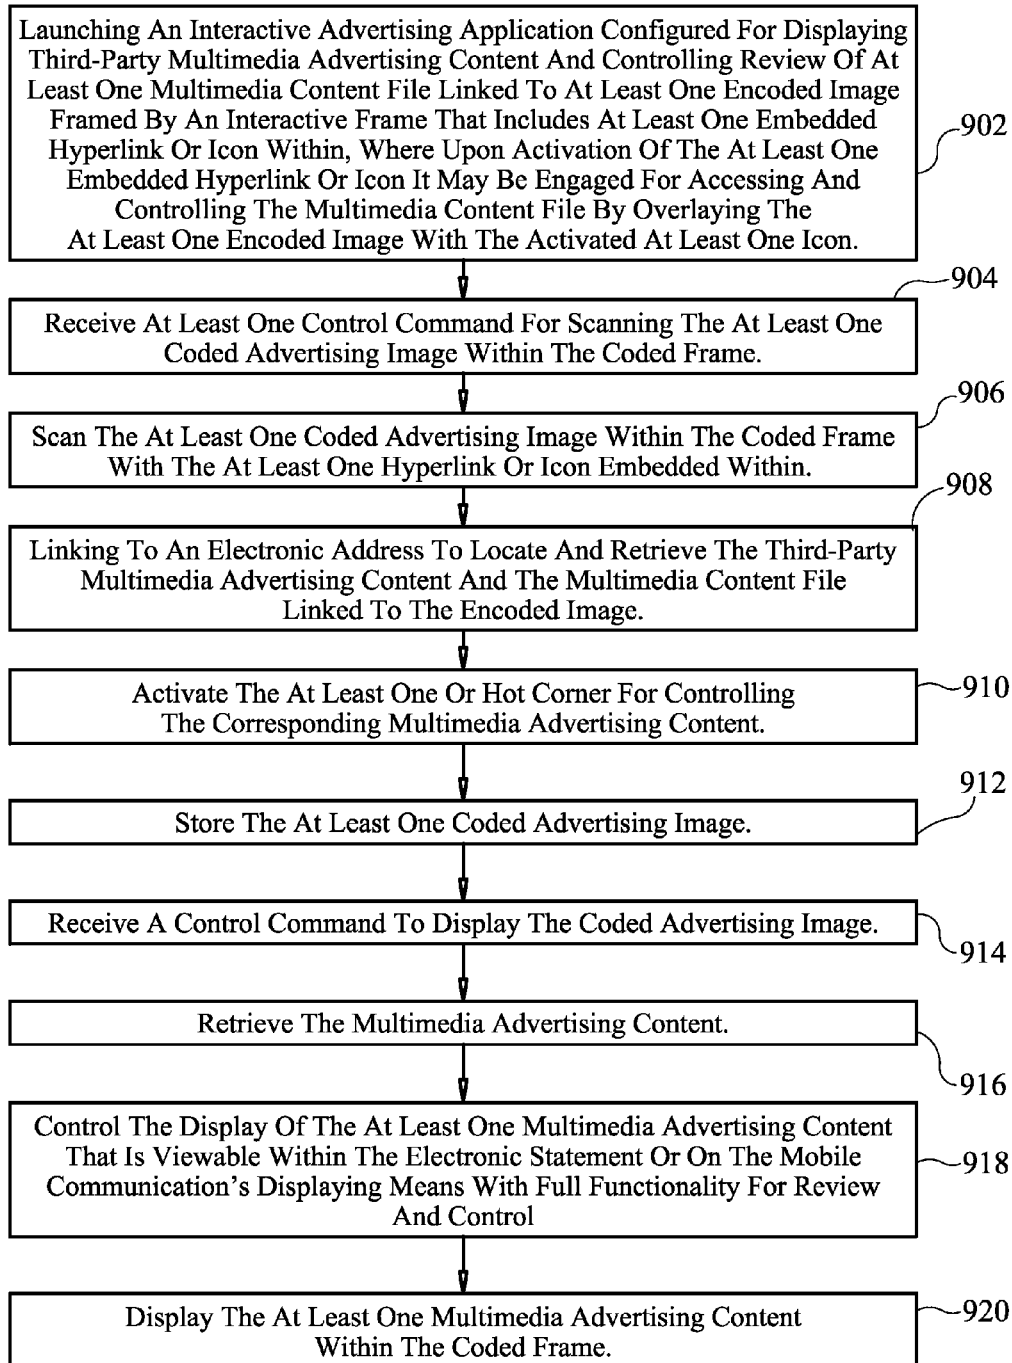 Launching An Interactive Advertising Application Configured For Displaying
Third-Party Multimedia Advertising Content And Controlling Review Of At
Least One Multimedia Content File Linked To At Least One Encoded Image
Framed By An Interactive Frame That Includes At Least One Embedded
Hyperlink Or Icon Within, Where Upon Activation Of The At Least One
Embedded Hyperlink Or Icon It May Be Engaged For Accessing And
Controlling The Multimedia Content File By Overlaying The
At Least One Encoded Image With The Activated At Least One Icon.
902
904
Receive At Least One Control Command For Scanning The At Least One
Coded Advertising Image Within The Coded Frame.
906
Scan The At Least One Coded Advertising Image Within The Coded Frame
With The At Least One Hyperlink Or Icon Embedded Within.
908
Linking To An Electronic Address To Locate And Retrieve The Third-Party
Multimedia Advertising Content And The Multimedia Content File
Linked To The Encoded Image.
Activate The At Least One Or Hot Corner For Controlling
The Corresponding Multimedia Advertising Content.
910
912
Store The At Least One Coded Advertising Image.
Receive A Control Command To Display The Coded Advertising Image.
914
Retrieve The Multimedia Advertising Content.
916
Control The Display Of The At Least One Multimedia Advertising Content
That Is Viewable Within The Electronic Statement Or On The Mobile
Communication's Displaying Means With Full Functionality For Review
And Control
918
Display The At Least One Multimedia Advertising Content
Within The Coded Frame.
920